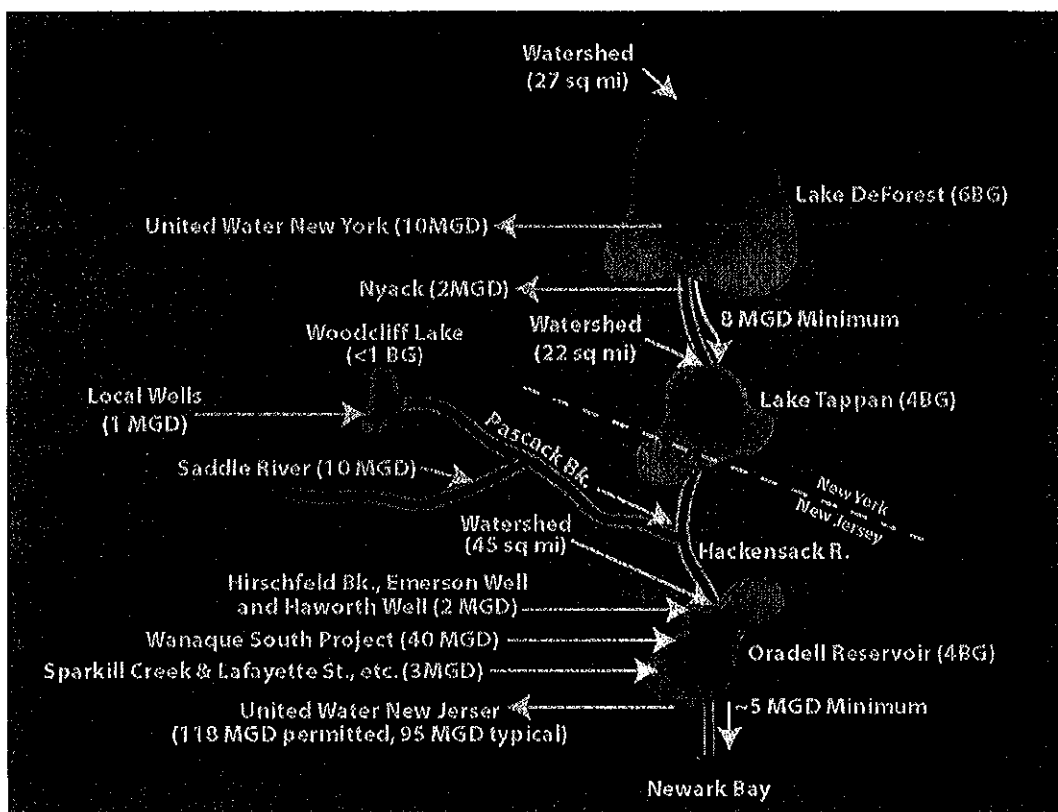 Watershed
(27 sq mi)
Lake DeForest (6BG)
United Water New York (10MGD)
Nyack (2MGD)
8 MGD Minimum
Watershed
(22 sq mi)
Woodcliff Lake
(<1 BG)
Local Wells
(1 MGD)
Lake Tappan (4BG)
Pascack Bk.
Saddle River (10 MGD)
New York
New Jersey
Watershed
(45 sq mi)
Hackensack R.
Hirschfeld Bk., Emerson Well
and Haworth Well (2 MGD)
Wanaque South Project (40 MGD)
Oradell Reservoir (4BG)
Sparkill Creek & Lafayette St., etc. (3MGD)
United Water New Jerser
(118 MGD permitted, 95 MGD typical)
~5 MGD Minimum
Newark Bay